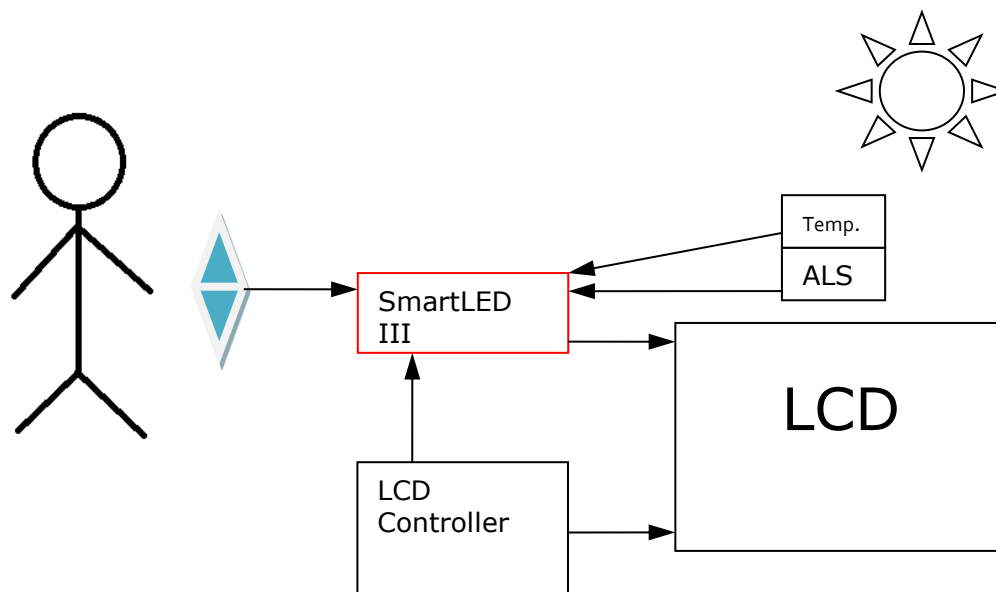 Temp.
ALS
SmartLED
III
LCD
LCD
Controller